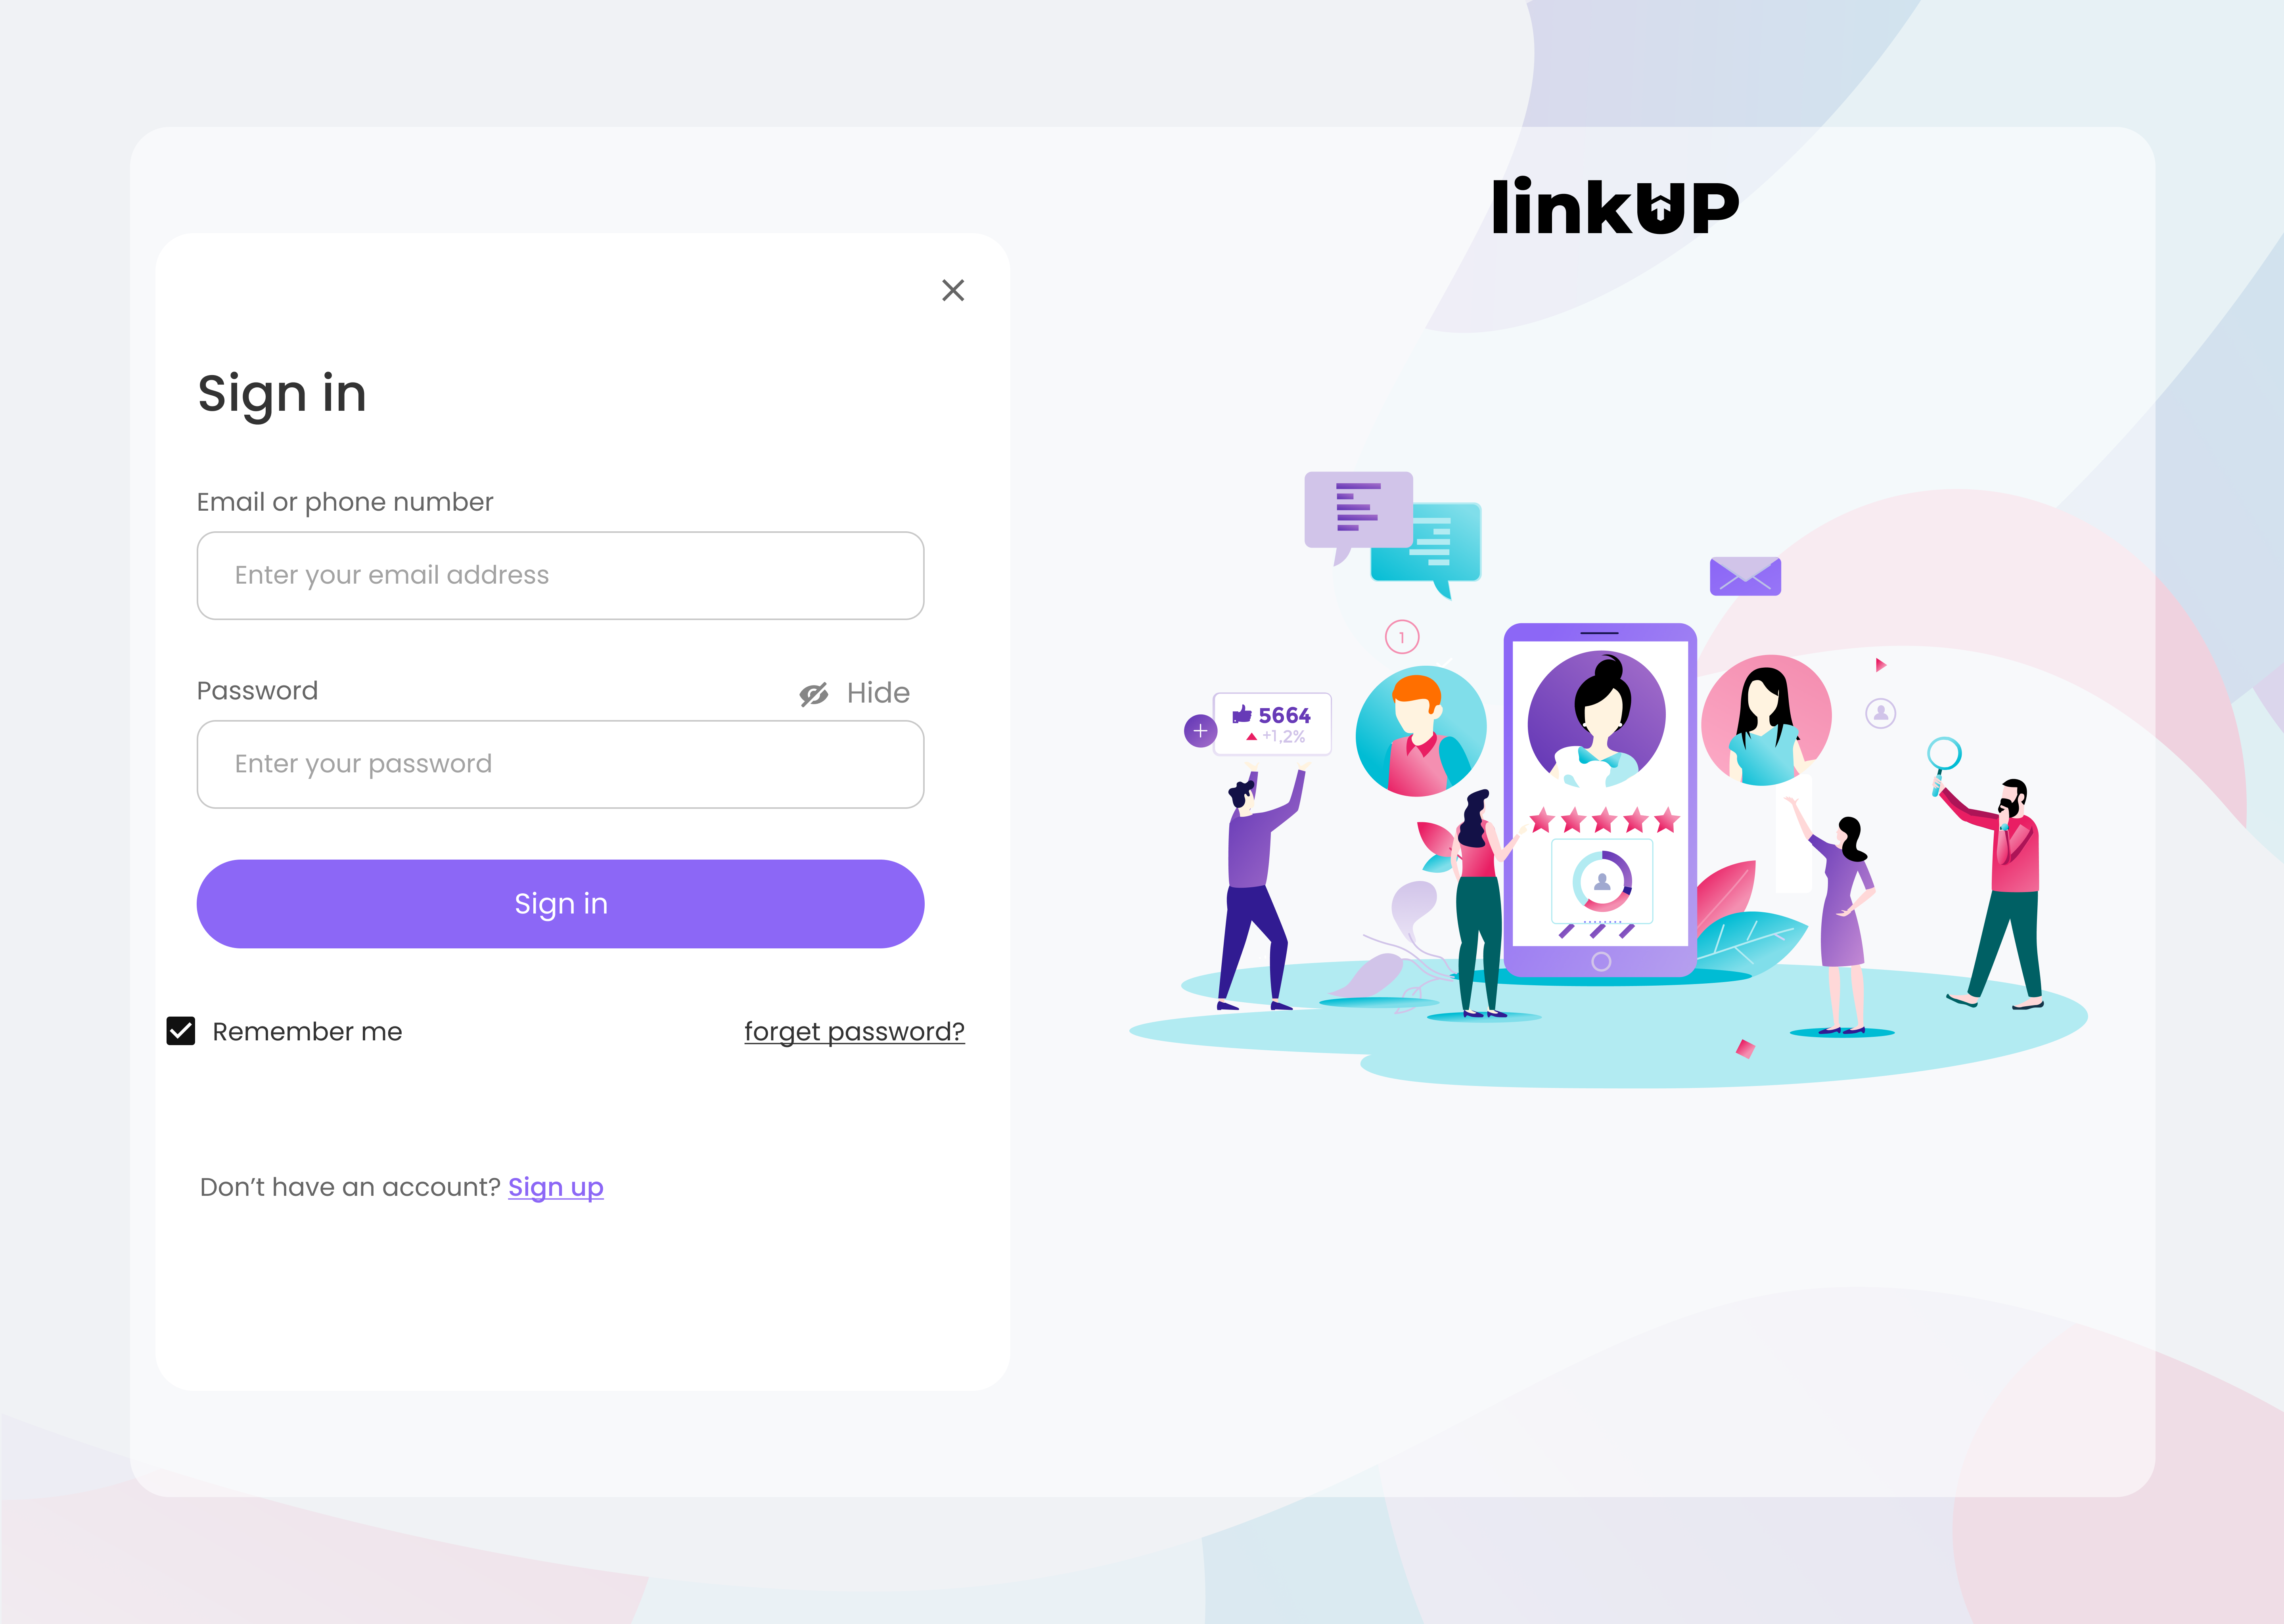 linkUP
Sign in
Email or phone number
Enter your email address
Password
Hide
Enter your password
Sign in
Remember me
forget password?
Don’t have an account? Sign up
1
5664
+1,2%